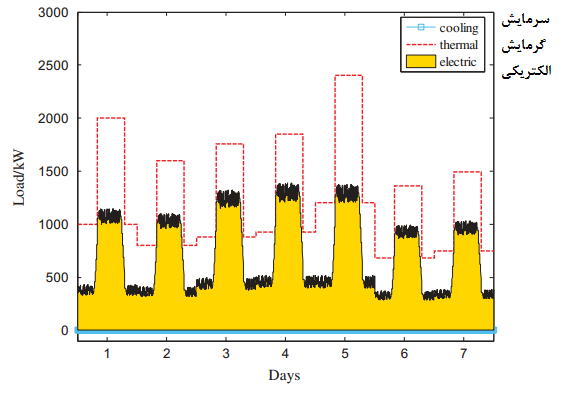 3000
2500
2000
1500
1000
500
0
Load/kW
cooling
thermal
electric
سرمایش
گرمایش
الکتریکی
1 2 3 4 5 6 7
Days